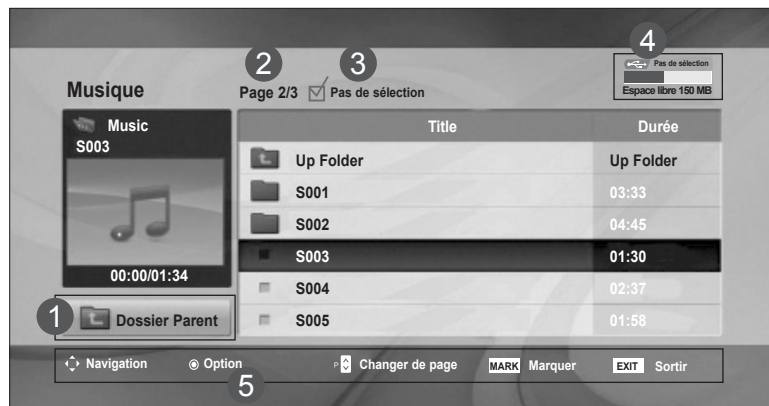 2 3 4
Pas de sélection
Musique Page 2/3 Pas de sélection Espace libre 150 MB
Music Title Durée
S003
Up Folder Up Folder
S001 03:33
S002 04:45
S003 01:30
00:00/01:34
S004 02:37
1 Dossier Parent S005 01:58
Navigation Option P Changer de page MARK Marquer EXIT Sortir
5